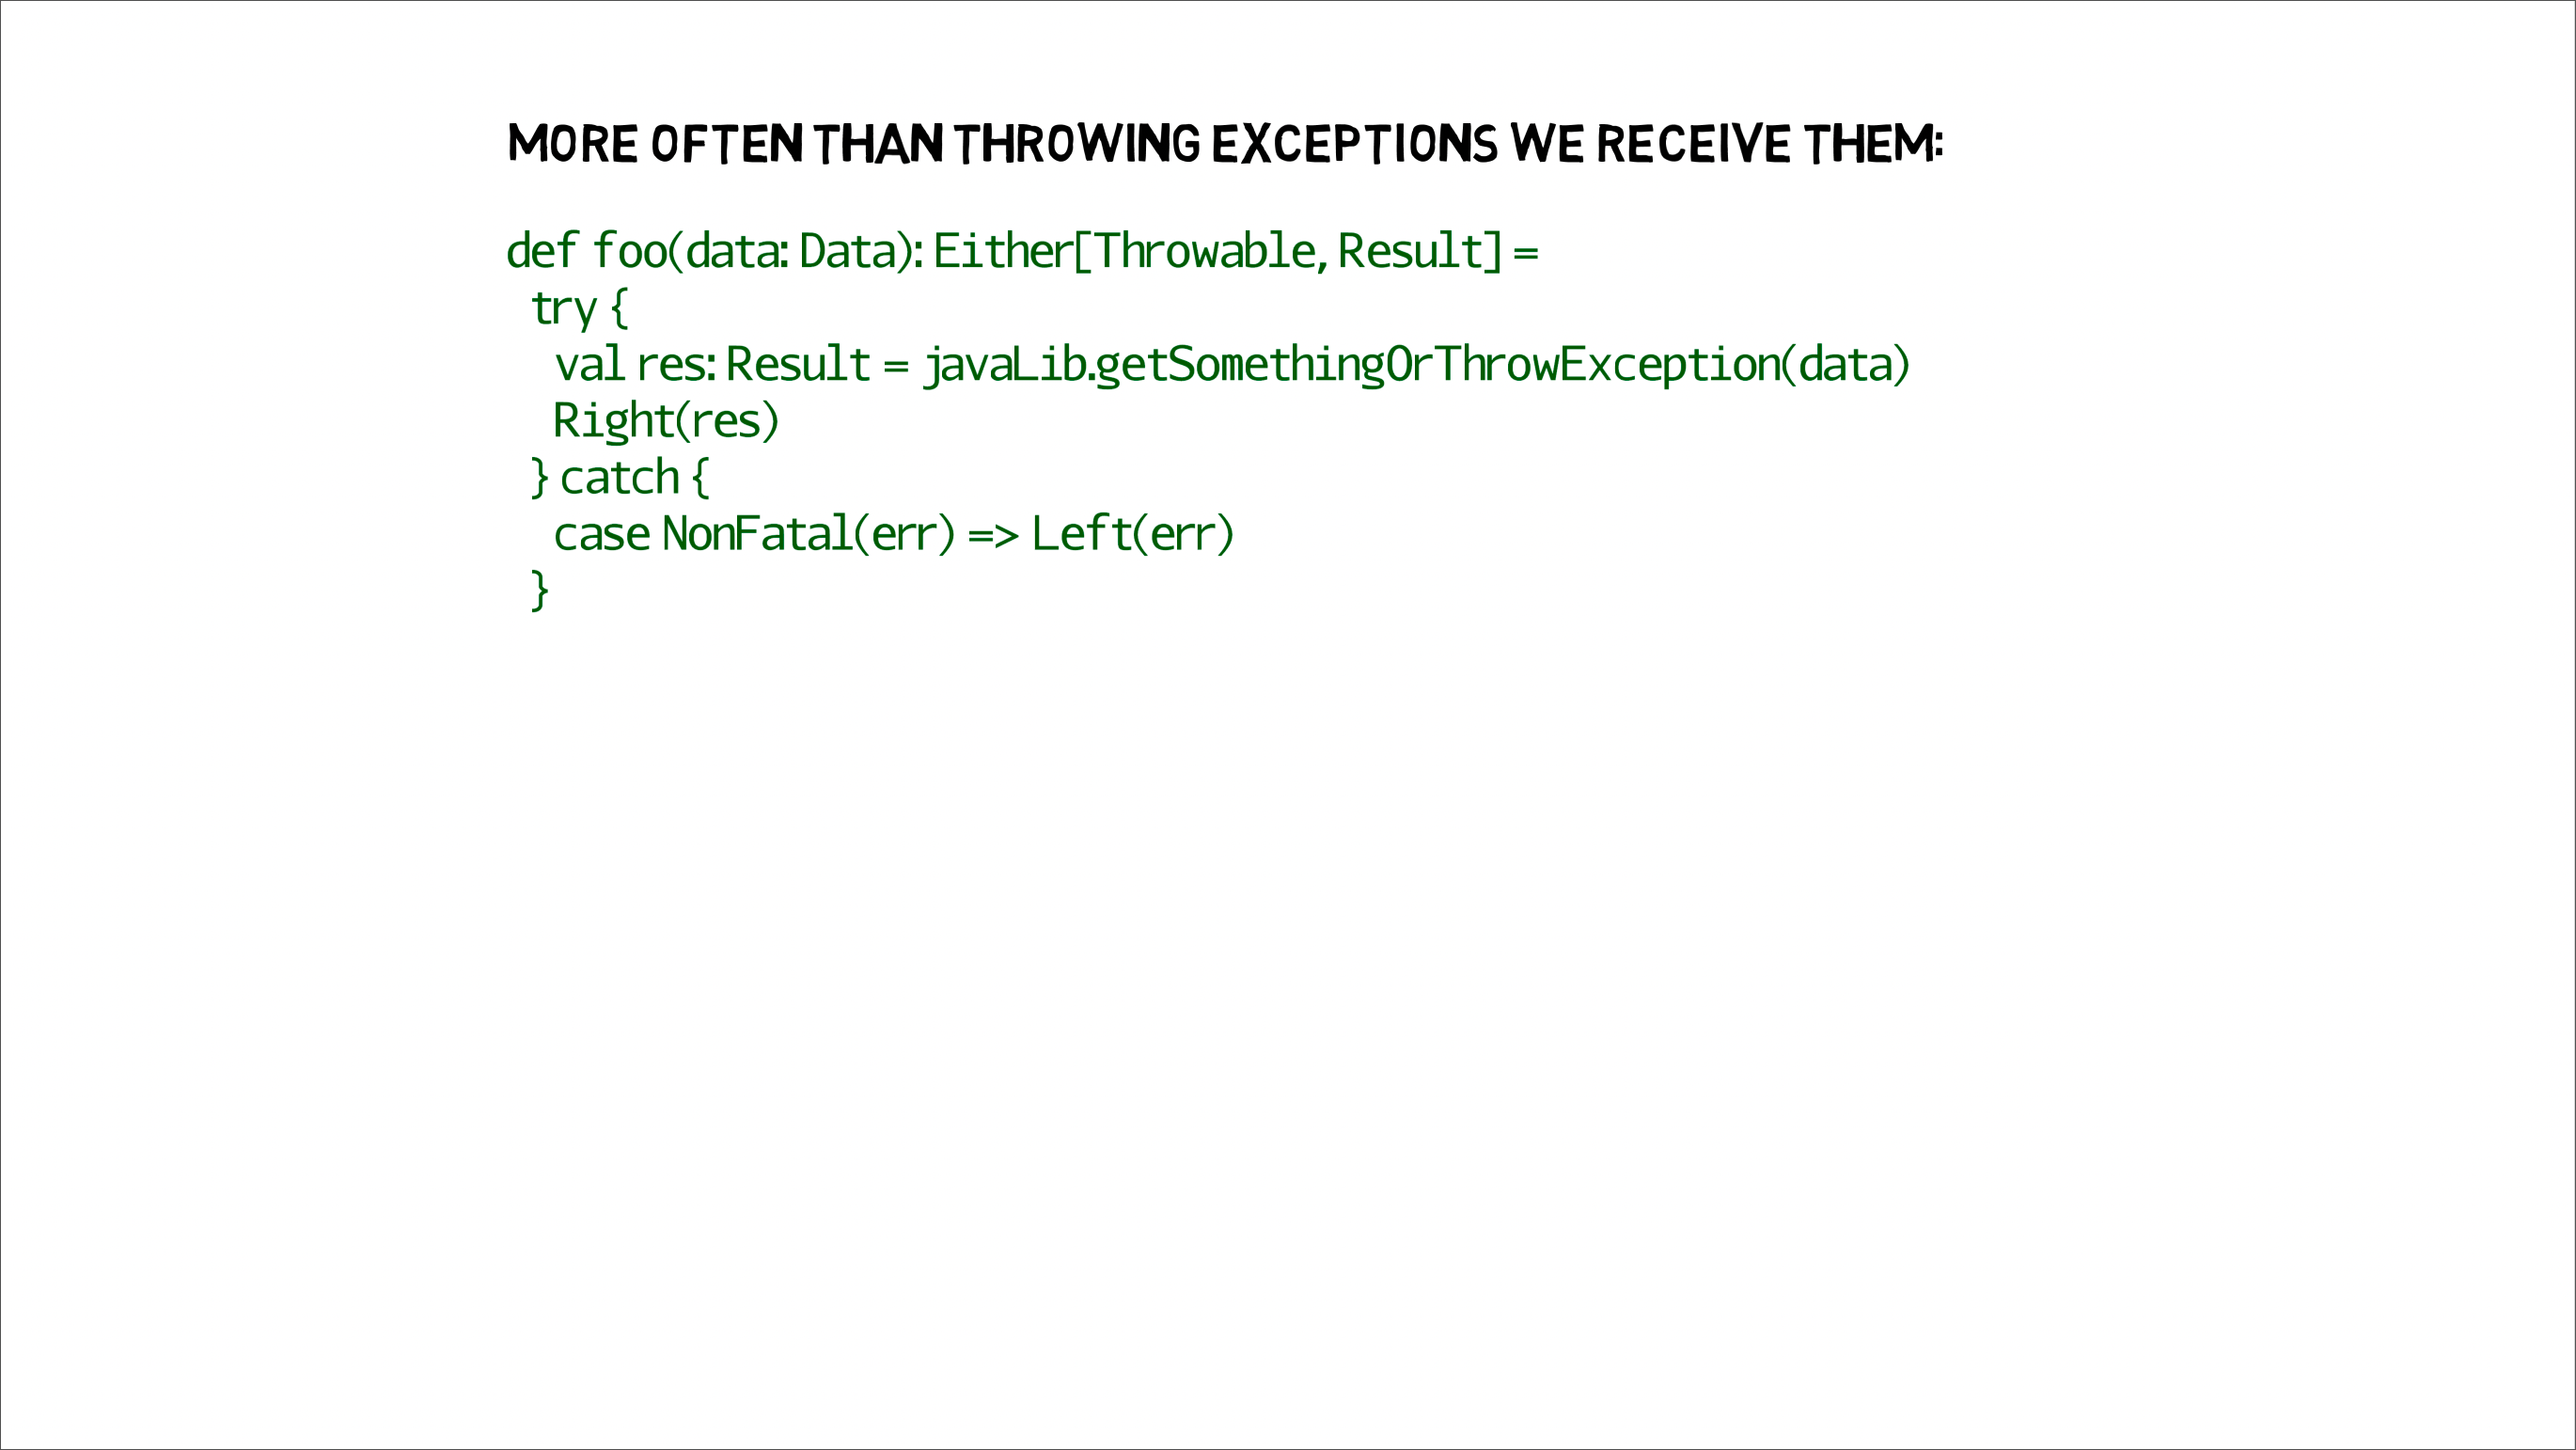 MORE OFTEN THAN THROWING EXCEPTIONS WE RECEIVE THEM:
def foo(data: Data): Either[Throwable, Result] =
  try {
    val res: Result = javaLib.getSomethingOrThrowException(data)
    Right(res)
  } catch {
    case NonFatal(err) => Left(err)
  }